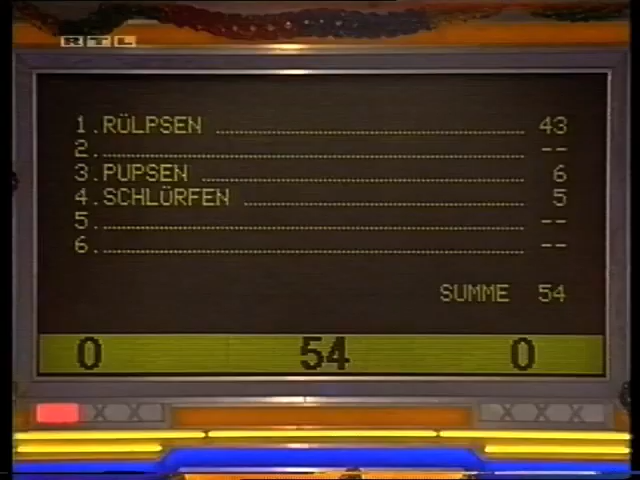 RTL
1.RÜLPSEN ........................ 43
2........................ --
3.PUPSEN ........................ 6
4.SCHLÜRFEN ........................ 5
5........................ --
6........................ --
SUMME 54
0 54 0
X X X X X